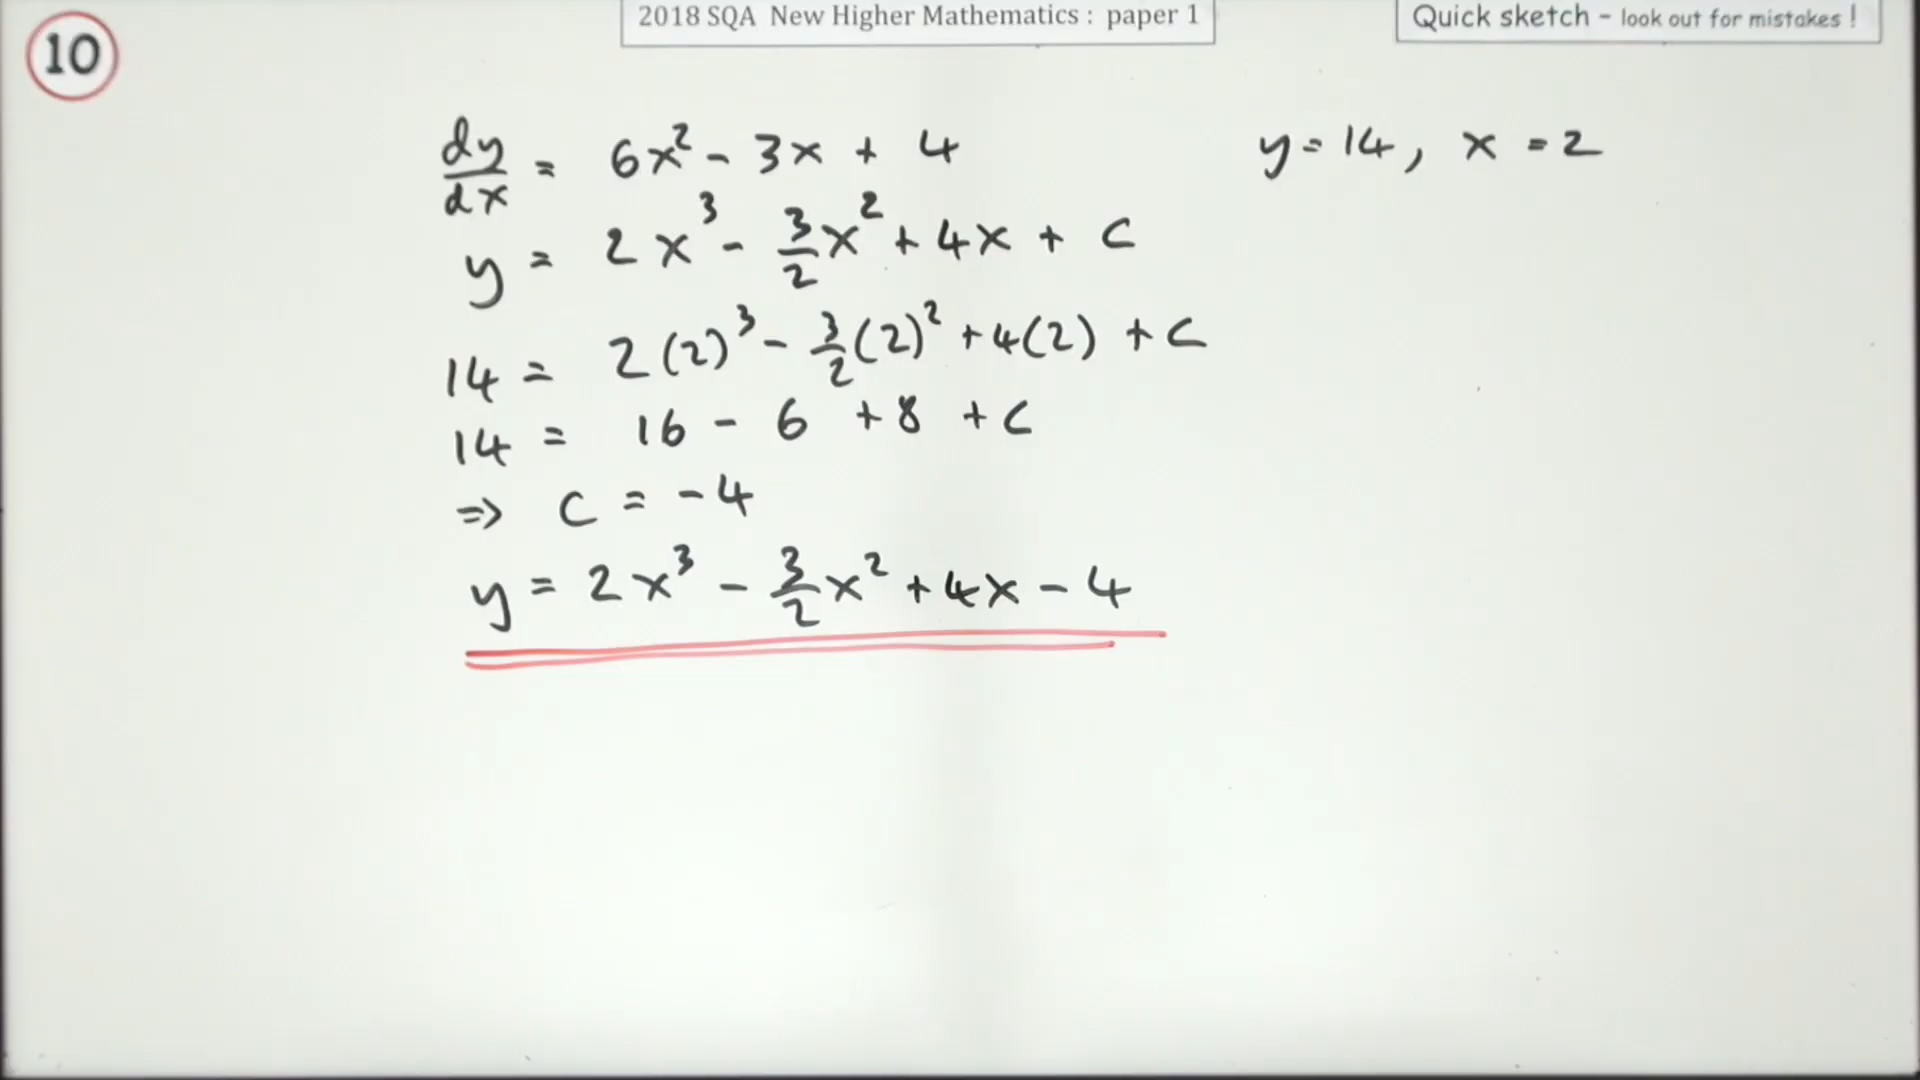 10
2018 SQA New Higher Mathematics : paper 1
Quick sketch - look out for mistakes !
dy/dx = 6x² - 3x + 4
y = 14, x = 2
y = 2x³ - 3/2x² + 4x + c
14 = 2(2)³ - 3/2(2)² + 4(2) + c
14 = 16 - 6 + 8 + c
⇒ c = -4
y = 2x³ - 3/2x² + 4x - 4